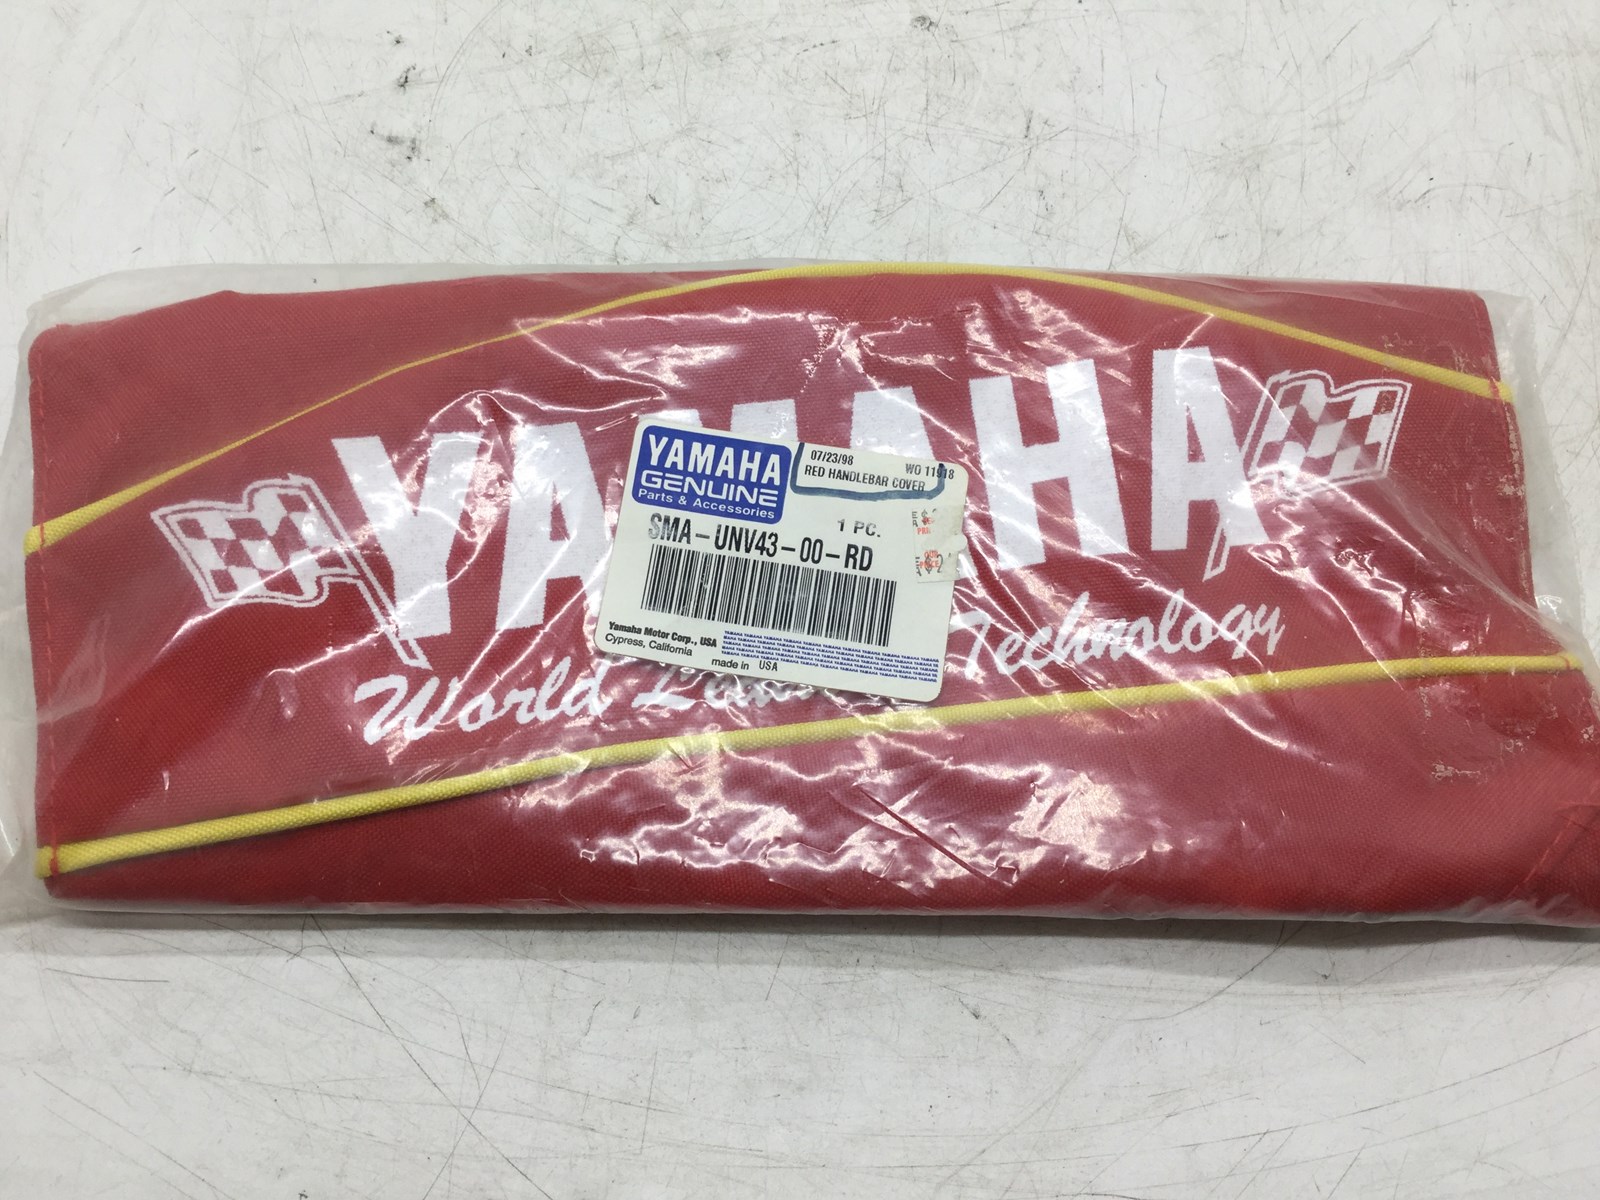 YAMAHA
World Technology
YAMAHA
GENUINE
Parts & Accessories
07/23/98 WO 11918
RED HANDLEBAR COVER
1 PC.
SMA-UNV43-00-RD
Yamaha Motor Corp., USA
Cypress, California
made in USA